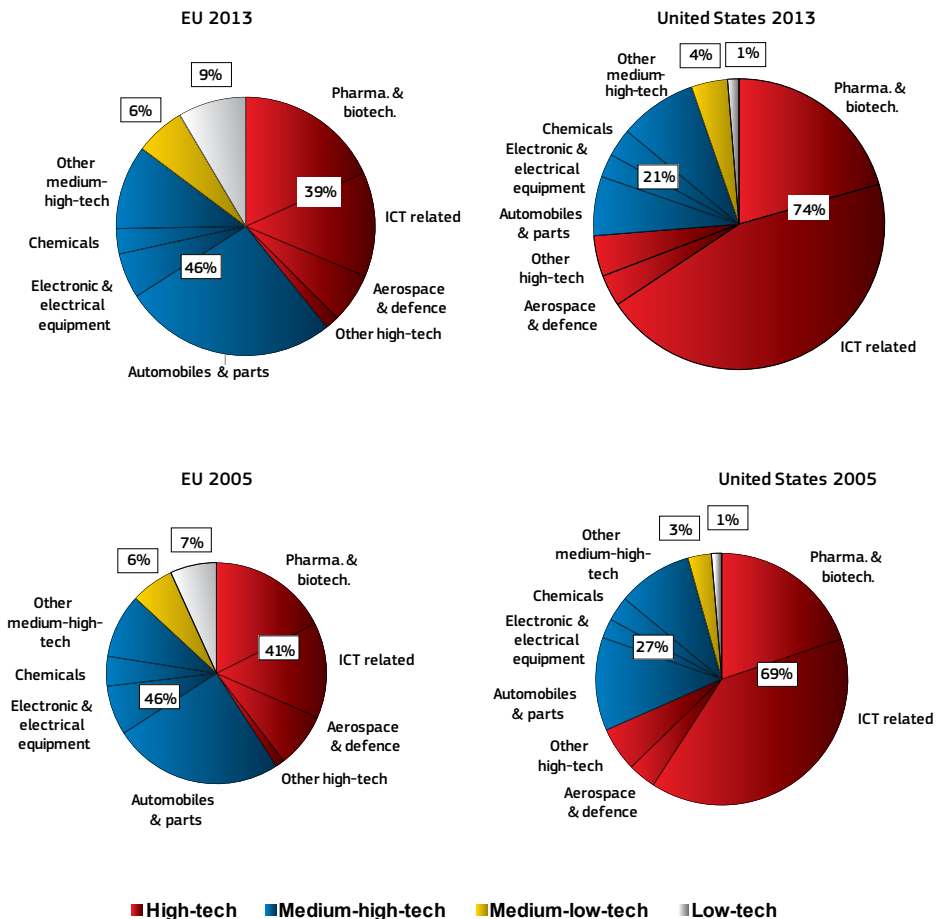 EU 2013
9%
6%
Pharma. &
biotech.
Other
medium-
high-tech
39%
ICT related
Chemicals
46%
Electronic &
electrical
equipment
Aerospace
& defence
Other high-tech
Automobiles & parts
United States 2013
Other
medium-
high-tech
4%
1%
Pharma. &
biotech.
Chemicals
Electronic &
electrical
equipment
21%
74%
Automobiles
& parts
Other
high-tech
Aerospace
& defence
ICT related
EU 2005
7%
6%
Pharma. &
biotech.
Other
medium-high-
tech
41%
ICT related
Chemicals
46%
Electronic &
electrical
equipment
Aerospace
& defence
Other high-tech
Automobiles
& parts
United States 2005
Other
medium-high-
tech
3%
1%
Pharma. &
biotech.
Chemicals
Electronic &
electrical
equipment
27%
69%
Automobiles
& parts
ICT related
Other
high-tech
Aerospace
& defence
High-tech
Medium-high-tech
Medium-low-tech
Low-tech